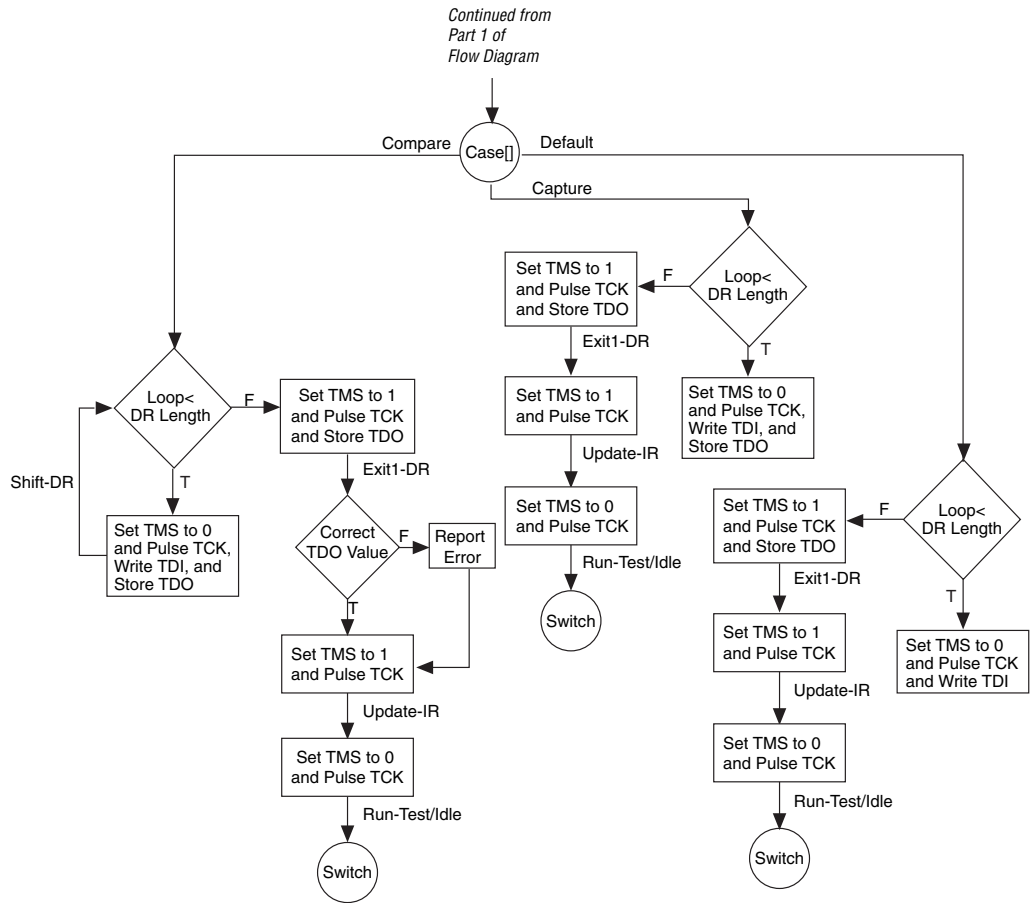 Continued from
Part 1 of
Flow Diagram
Compare
Case[]
Default
Capture
Loop<
DR Length
F
T
Set TMS to 1
and Pulse TCK
and Store TDO
Exit1-DR
Set TMS to 1
and Pulse TCK
Update-IR
Set TMS to 0
and Pulse TCK
Run-Test/Idle
Switch
Set TMS to 0
and Pulse TCK,
Write TDI, and
Store TDO
Loop<
DR Length
F
T
Shift-DR
Set TMS to 0
and Pulse TCK,
Write TDI, and
Store TDO
Set TMS to 1
and Pulse TCK
and Store TDO
Exit1-DR
Correct
TDO Value
F
Report
Error
T
Set TMS to 1
and Pulse TCK
Update-IR
Set TMS to 0
and Pulse TCK
Run-Test/Idle
Switch
Loop<
DR Length
F
T
Set TMS to 1
and Pulse TCK
and Store TDO
Exit1-DR
Set TMS to 1
and Pulse TCK
Update-IR
Set TMS to 0
and Pulse TCK
Run-Test/Idle
Switch
Set TMS to 0
and Pulse TCK
and Write TDI